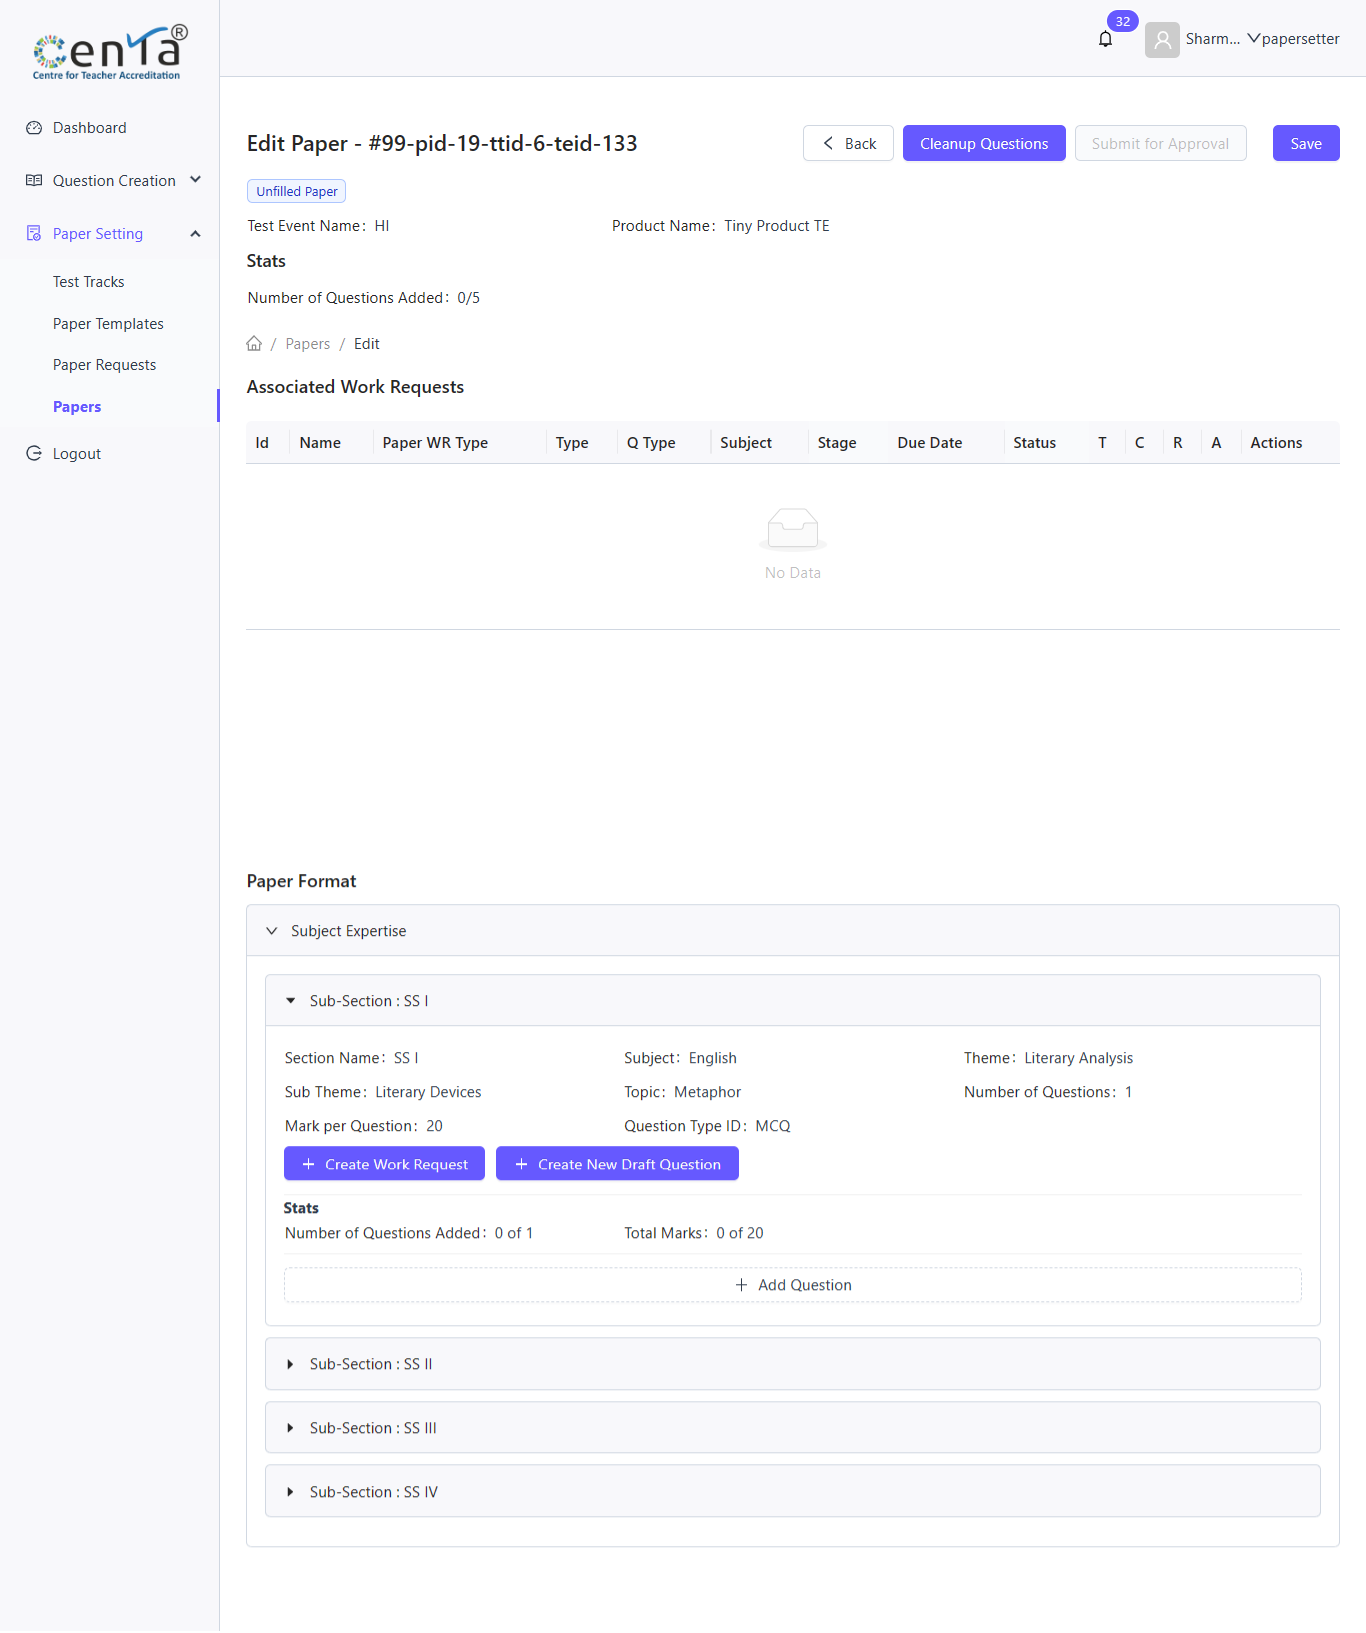 CENTA®
Centre for Teacher Accreditation
32
Sharm... papersetter
Dashboard
Question Creation
Paper Setting
Test Tracks
Paper Templates
Paper Requests
Papers
Logout
Edit Paper - #99-pid-19-ttid-6-teid-133
Back
Cleanup Questions
Submit for Approval
Save
Unfilled Paper
Test Event Name: HI
Product Name: Tiny Product TE
Stats
Number of Questions Added: 0/5
/ Papers / Edit
Associated Work Requests
Id Name Paper WR Type Type Q Type Subject Stage Due Date Status T C R A Actions
No Data
Paper Format
Subject Expertise
Sub-Section : SS I
Section Name: SS I Subject: English Theme: Literary Analysis
Sub Theme: Literary Devices Topic: Metaphor Number of Questions: 1
Mark per Question: 20 Question Type ID: MCQ
+ Create Work Request + Create New Draft Question
Stats
Number of Questions Added: 0 of 1 Total Marks: 0 of 20
+ Add Question
Sub-Section : SS II
Sub-Section : SS III
Sub-Section : SS IV